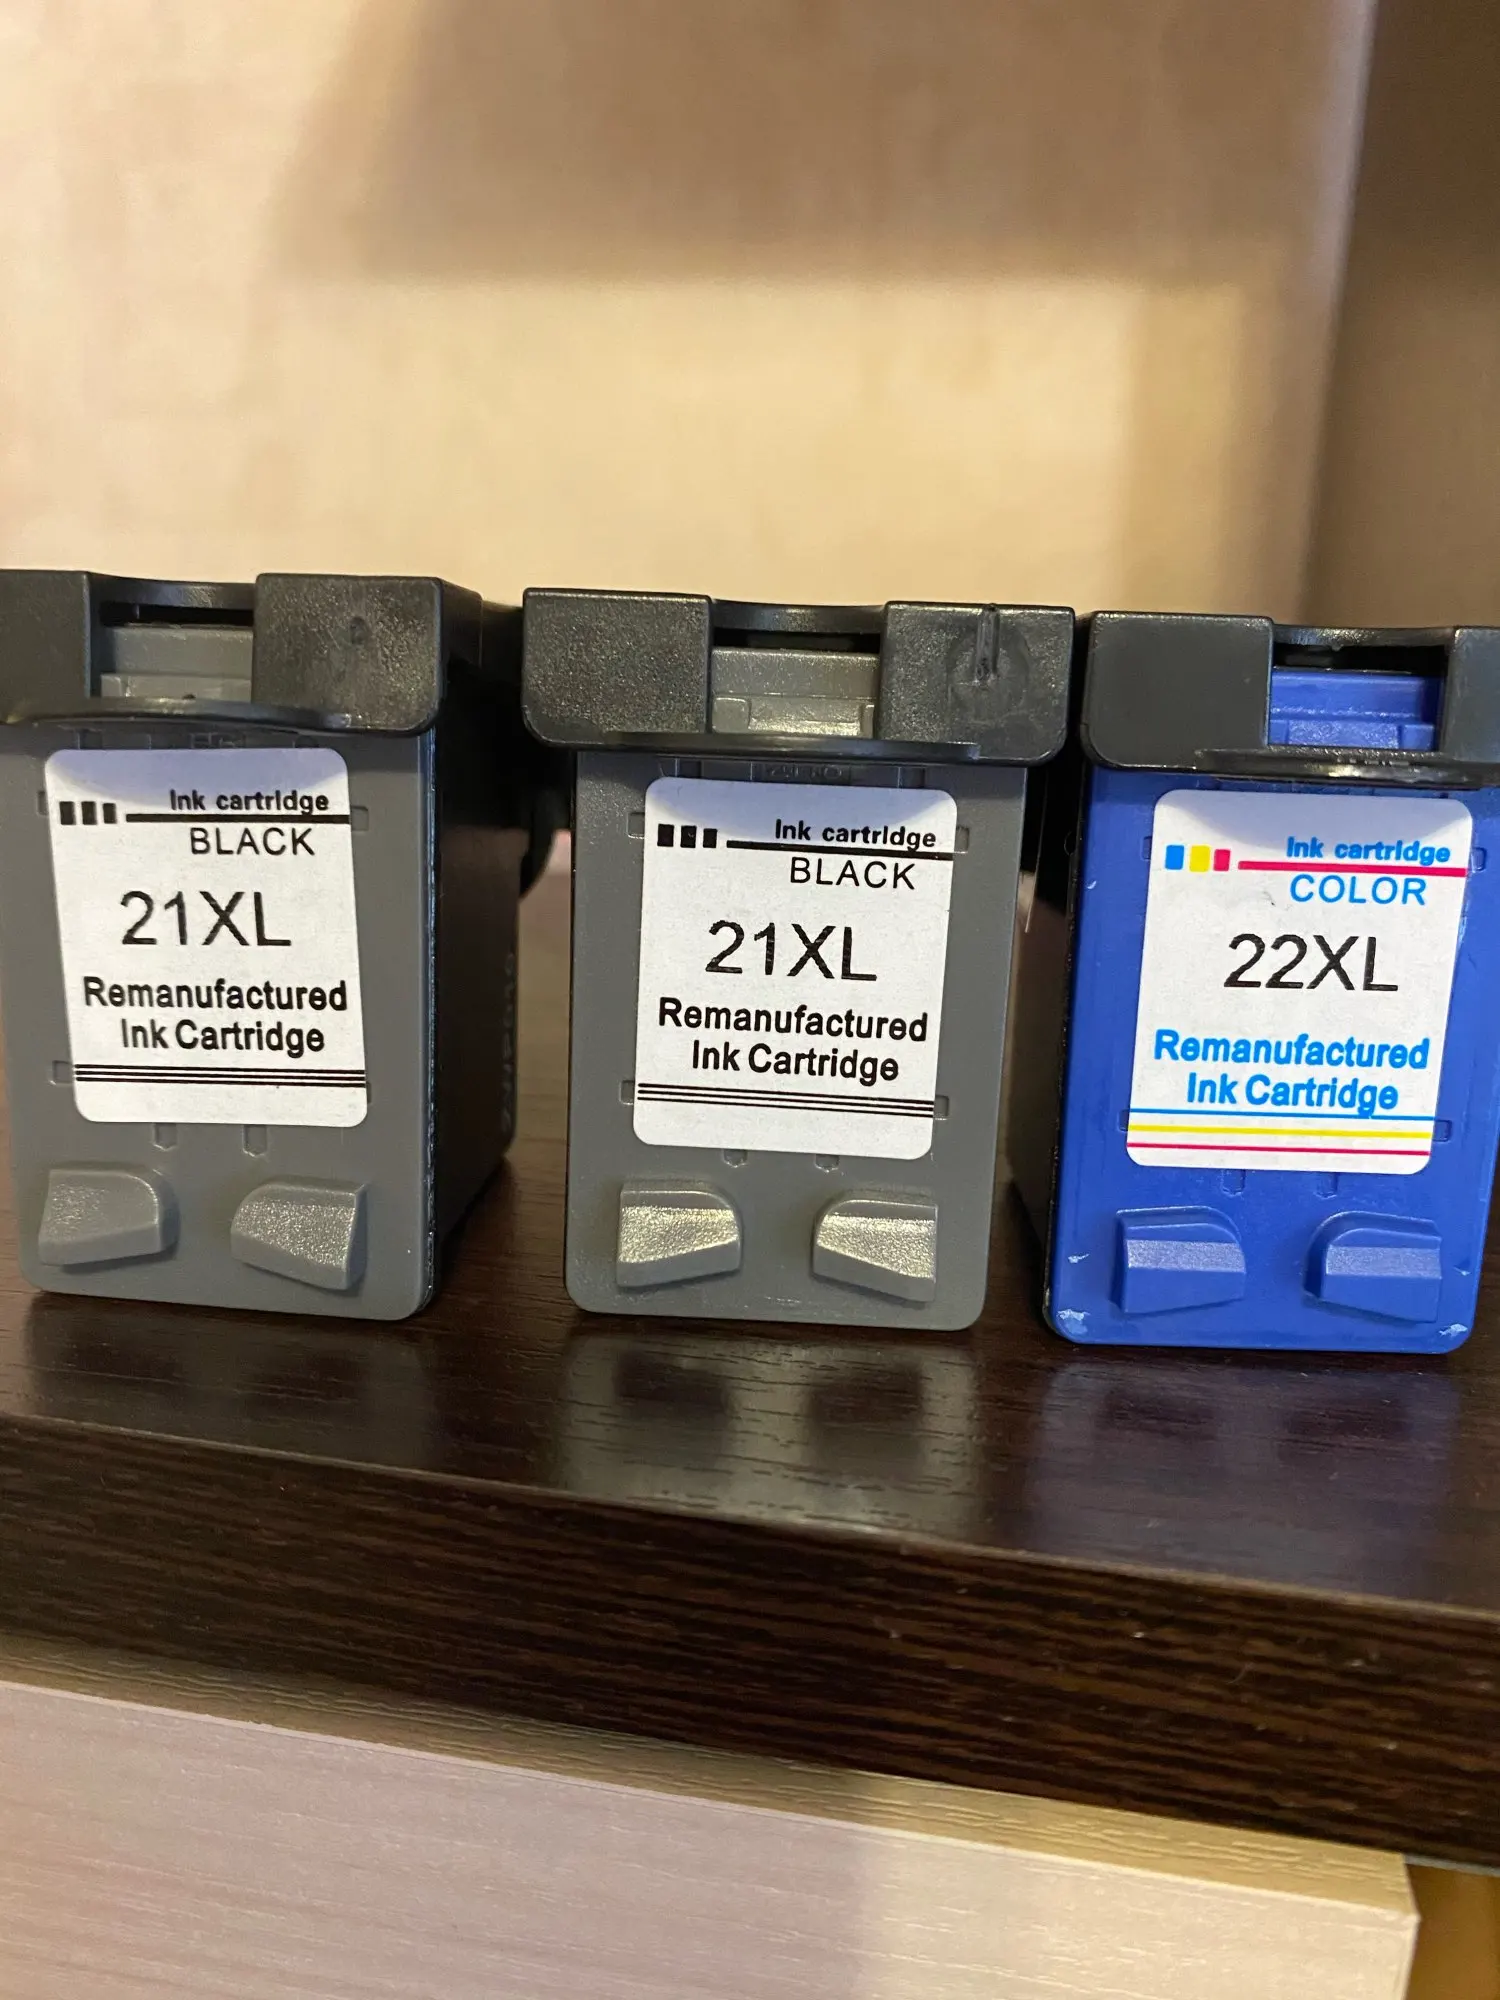 Ink cartridge
BLACK
21XL
Remanufactured
Ink Cartridge
Ink cartridge
BLACK
21XL
Remanufactured
Ink Cartridge
Ink cartridge
COLOR
22XL
Remanufactured
Ink Cartridge